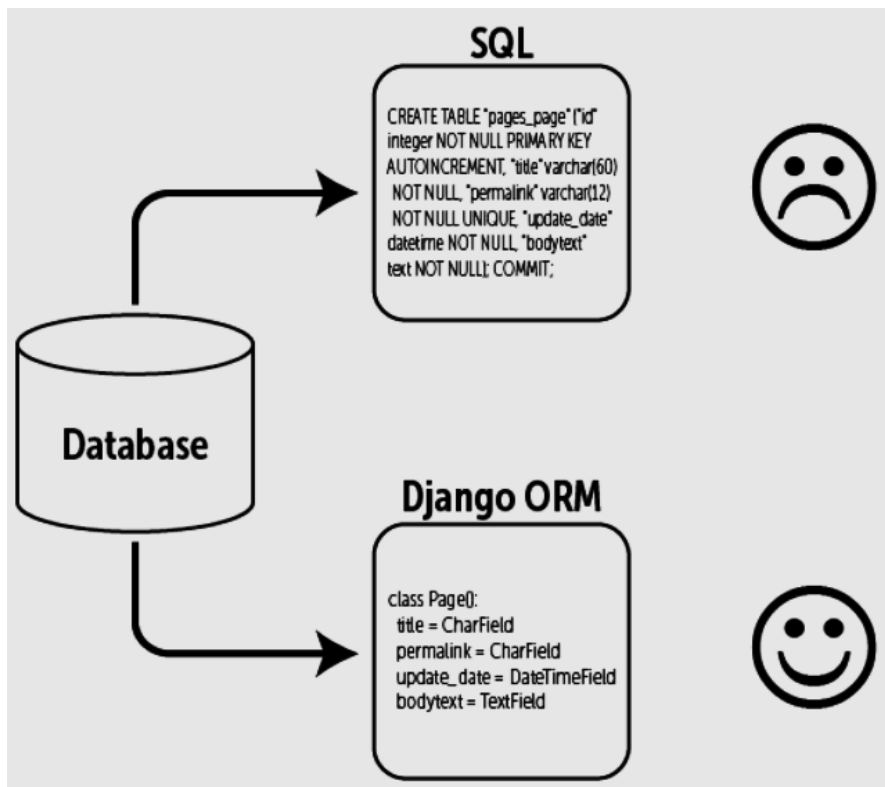 SQL
CREATE TABLE "pages_page" ("id"
integer NOT NULL PRIMARY KEY
AUTOINCREMENT, "title" varchar(60)
NOT NULL, "permalink" varchar(12)
NOT NULL UNIQUE, "update_date"
datetime NOT NULL, "bodytext"
text NOT NULL); COMMIT;
Database
Django ORM
class Page():
title = CharField
permalink = CharField
update_date = DateTimeField
bodytext = TextField